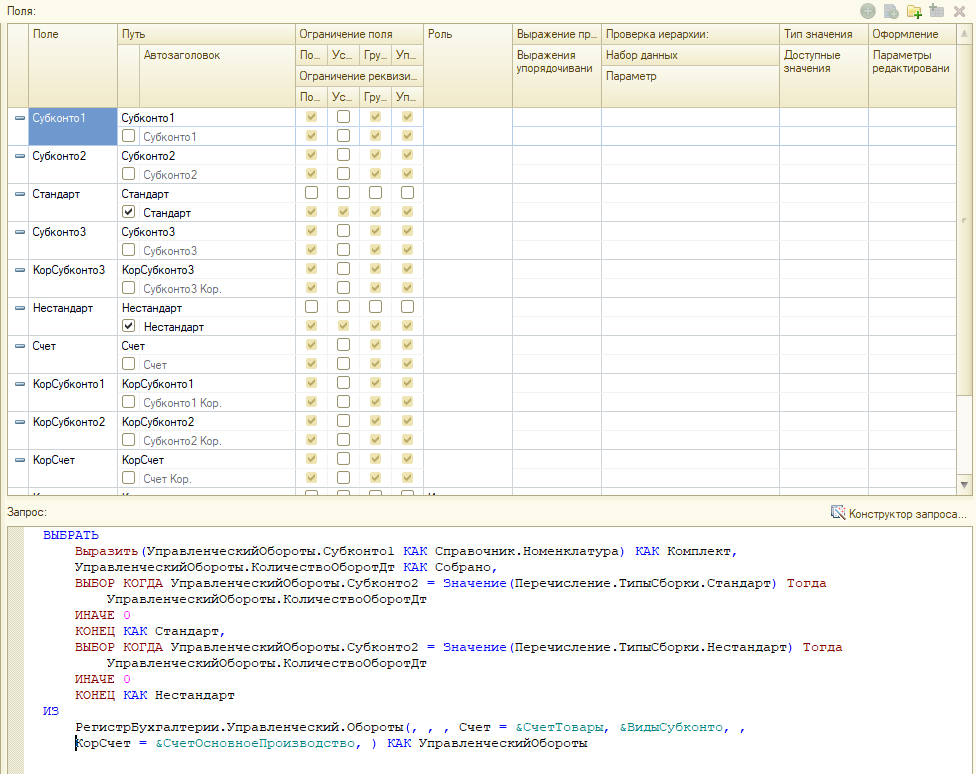 Поля:
Поле Путь Ограничение поля Роль Выражение пр... Проверка иерархии: Тип значения Оформление
Автозаголовок По... Ус... Гру... Уп... Выражения упорядочивани Набор данных Доступные значения Параметры редактировани
Ограничение реквизи... Параметр
По... Ус... Гру... Уп...
Субконто1 Субконто1
Субконто1
Субконто2 Субконто2
Субконто2
Стандарт Стандарт
Стандарт
Субконто3 Субконто3
Субконто3
КорСубконто3 КорСубконто3
Субконто3 Кор.
Нестандарт Нестандарт
Нестандарт
Счет Счет
Счет
КорСубконто1 КорСубконто1
Субконто1 Кор.
КорСубконто2 КорСубконто2
Субконто2 Кор.
КорСчет КорСчет
Счет Кор.
Запрос: Конструктор запроса...
ВЫБРАТЬ
Выразить(УправленческийОбороты.Субконто1 КАК Справочник.Номенклатура) КАК Комплект,
УправленческийОбороты.КоличествоОборотДт КАК Собрано,
ВЫБОР КОГДА УправленческийОбороты.Субконто2 = Значение(Перечисление.ТипыСборки.Стандарт) Тогда
УправленческийОбороты.КоличествоОборотДт
ИНАЧЕ 0
КОНЕЦ КАК Стандарт,
ВЫБОР КОГДА УправленческийОбороты.Субконто2 = Значение(Перечисление.ТипыСборки.Нестандарт) Тогда
УправленческийОбороты.КоличествоОборотДт
ИНАЧЕ 0
КОНЕЦ КАК Нестандарт
ИЗ
РегистрБухгалтерии.Управленческий.Обороты(, , , Счет = &СчетТовары, &ВидыСубконто, ,
КорСчет = &СчетОсновноеПроизводство, ) КАК УправленческийОбороты